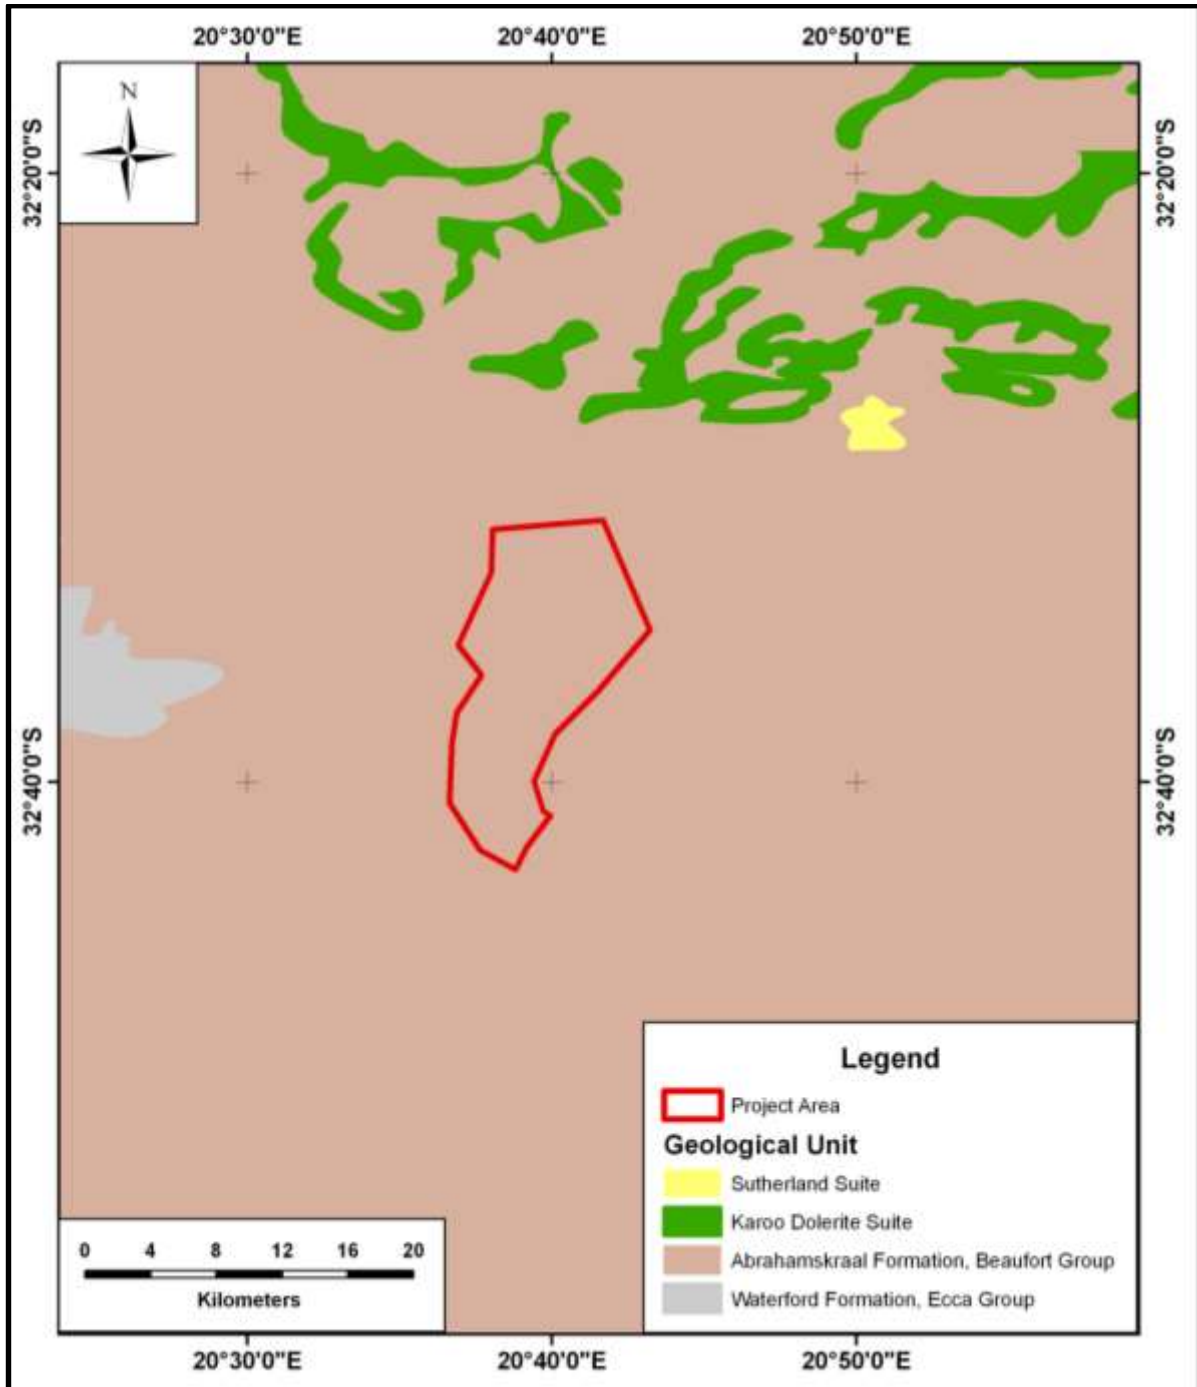 20°30'0"E 20°40'0"E 20°50'0"E
N
32°20'0"S 32°20'0"S
32°40'0"S 32°40'0"S
Legend
Project Area
Geological Unit
Sutherland Suite
Karoo Dolerite Suite
Abrahamskraal Formation, Beaufort Group
Waterford Formation, Ecca Group
0 4 8 12 16 20
Kilometers
20°30'0"E 20°40'0"E 20°50'0"E